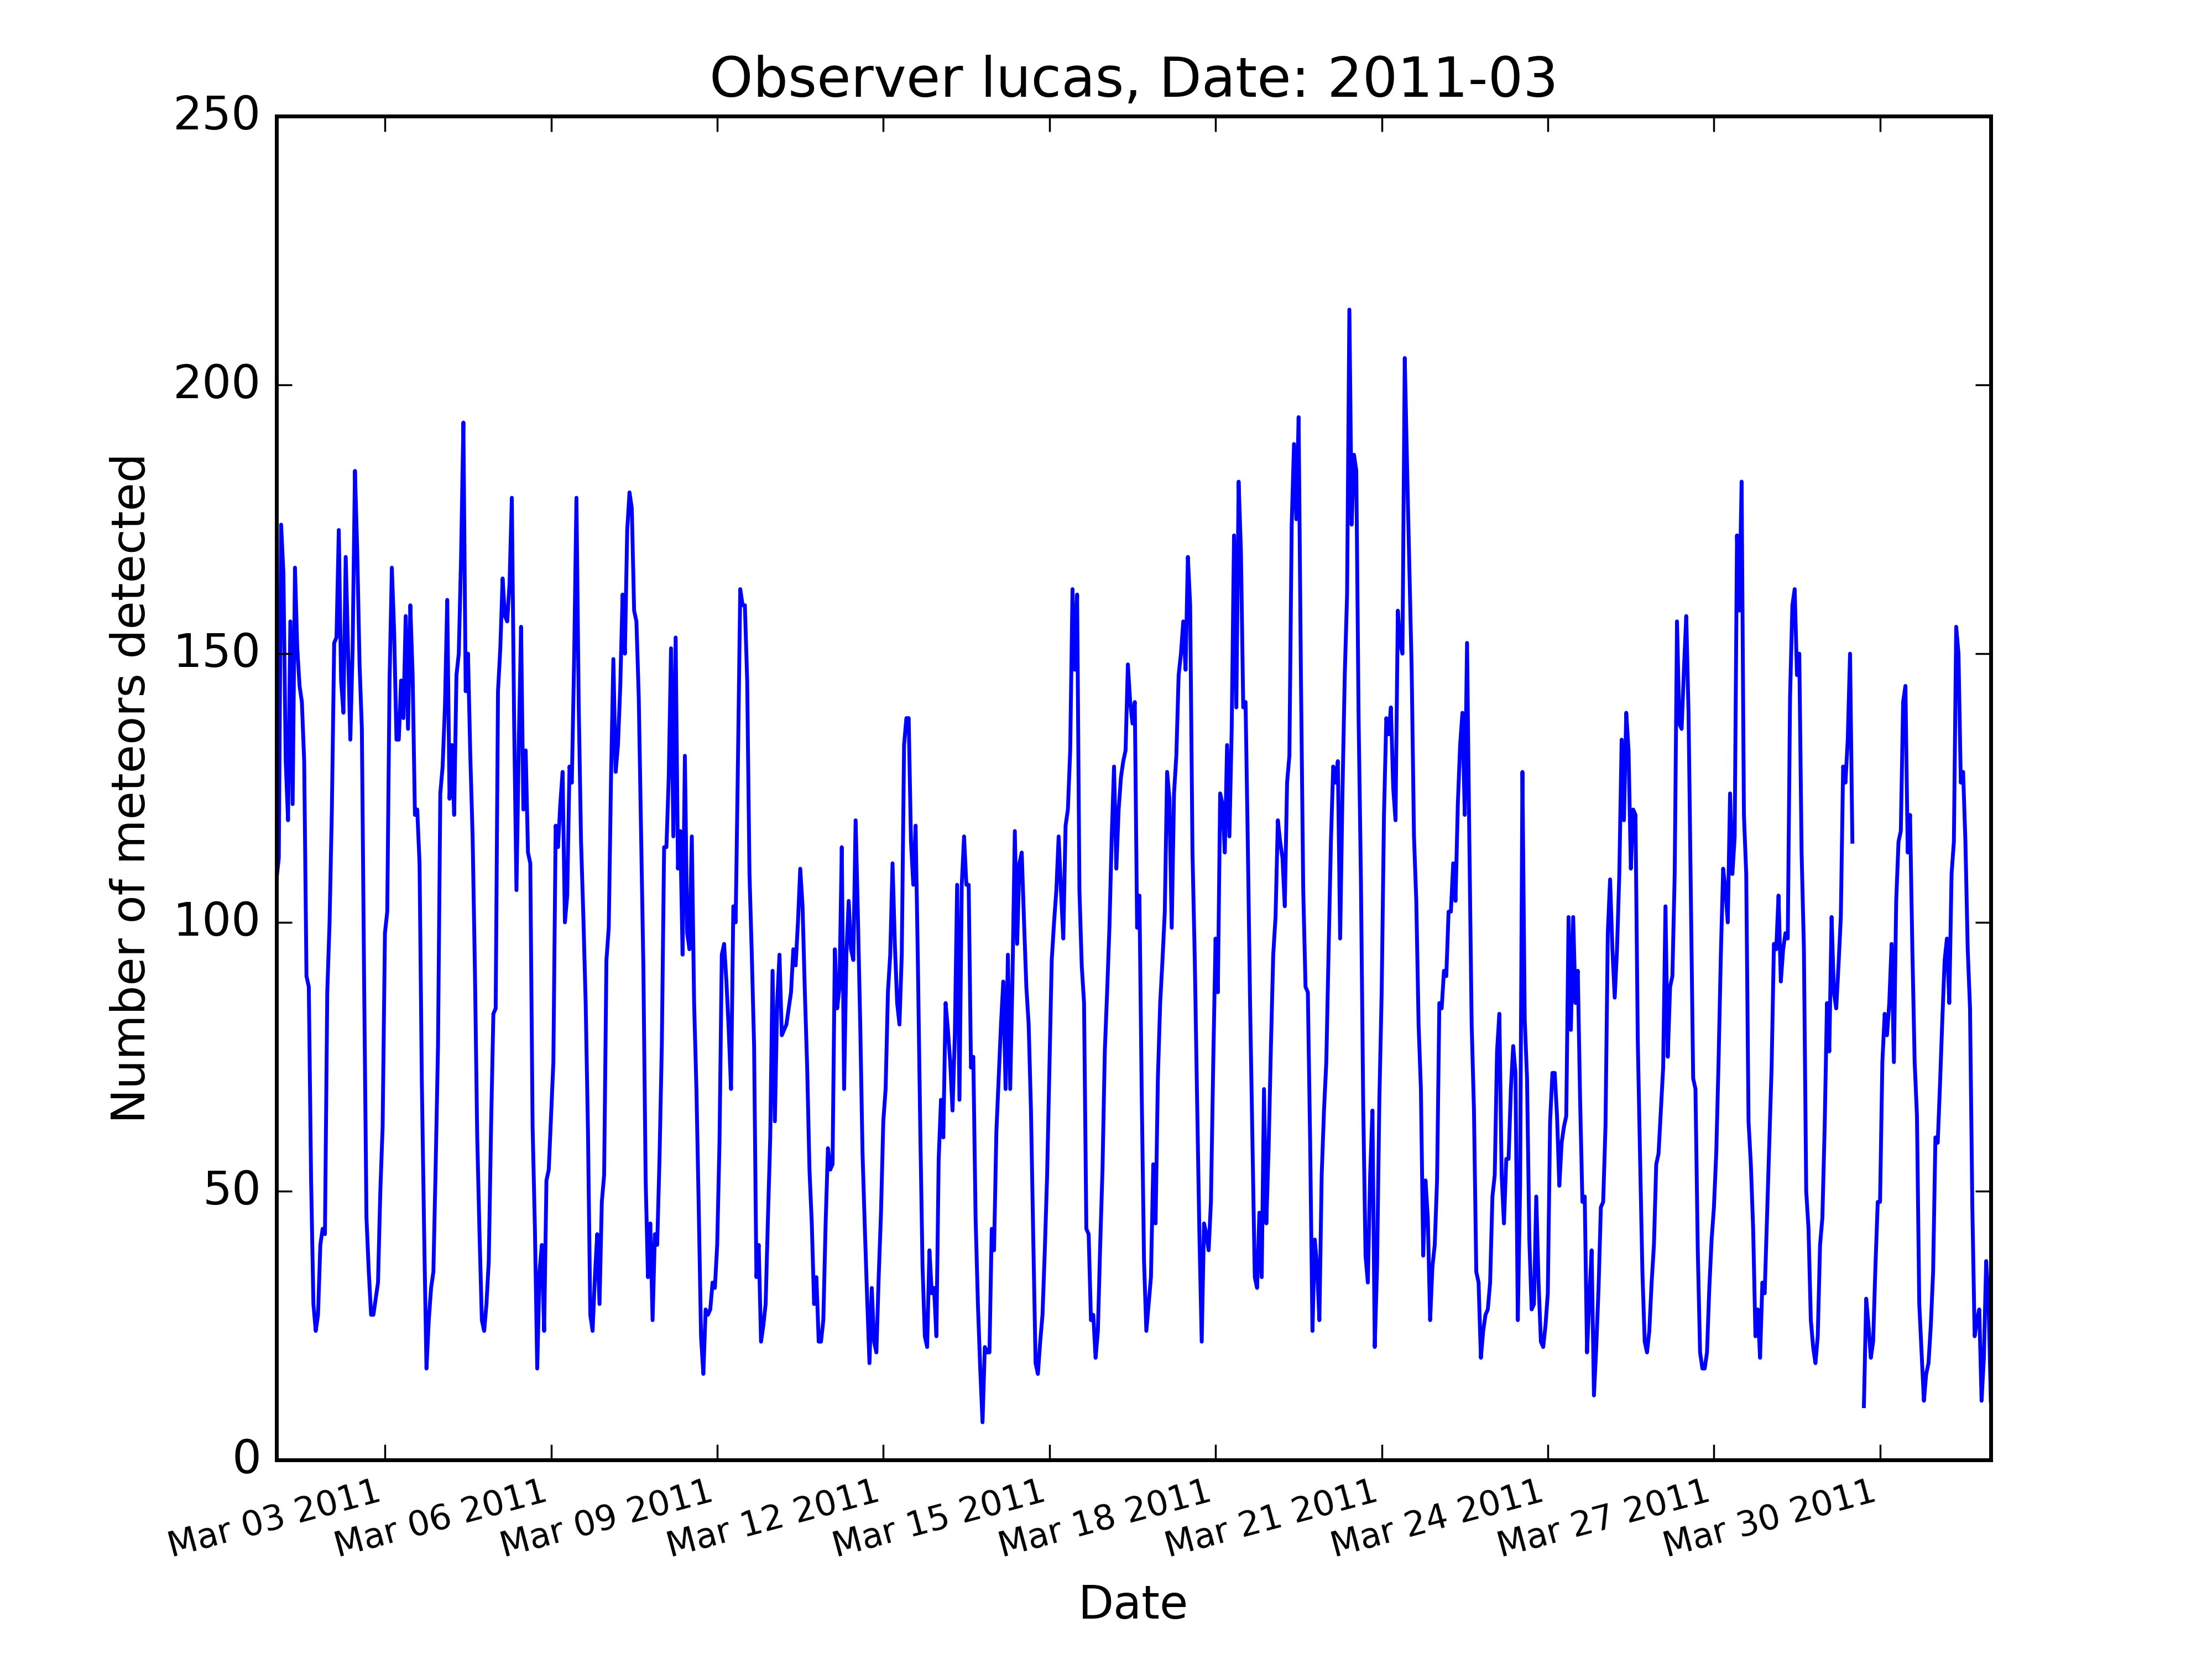 Observer lucas, Date: 2011-03
250
200
150
100
50
0
Number of meteors detected
Mar 03 2011
Mar 06 2011
Mar 09 2011
Mar 12 2011
Mar 15 2011
Mar 18 2011
Mar 21 2011
Mar 24 2011
Mar 27 2011
Mar 30 2011
Date